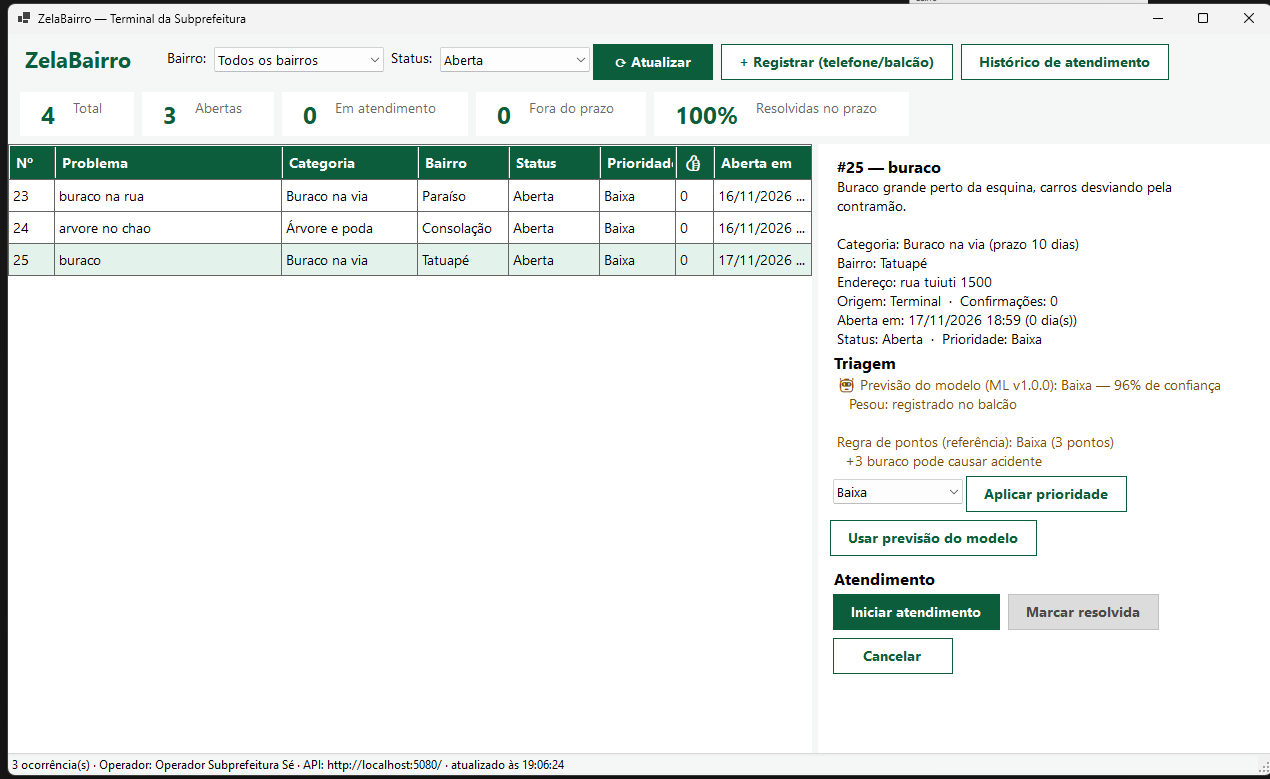 ZelaBairro — Terminal da Subprefeitura
ZelaBairro Bairro: Todos os bairros Status: Aberta ⟳ Atualizar + Registrar (telefone/balcão) Histórico de atendimento
4 Total 3 Abertas 0 Em atendimento 0 Fora do prazo 100% Resolvidas no prazo
Nº Problema Categoria Bairro Status Prioridad Aberta em
23 buraco na rua Buraco na via Paraíso Aberta Baixa 0 16/11/2026 ...
24 arvore no chao Árvore e poda Consolação Aberta Baixa 0 16/11/2026 ...
25 buraco Buraco na via Tatuapé Aberta Baixa 0 17/11/2026 ...
#25 — buraco
Buraco grande perto da esquina, carros desviando pela
contramão.
Categoria: Buraco na via (prazo 10 dias)
Bairro: Tatuapé
Endereço: rua tuiuti 1500
Origem: Terminal · Confirmações: 0
Aberta em: 17/11/2026 18:59 (0 dia(s))
Status: Aberta · Prioridade: Baixa
Triagem
Previsão do modelo (ML v1.0.0): Baixa — 96% de confiança
Pesou: registrado no balcão
Regra de pontos (referência): Baixa (3 pontos)
+3 buraco pode causar acidente
Baixa Aplicar prioridade
Usar previsão do modelo
Atendimento
Iniciar atendimento Marcar resolvida
Cancelar
3 ocorrência(s) · Operador: Operador Subprefeitura Sé · API: http://localhost:5080/ · atualizado às 19:06:24